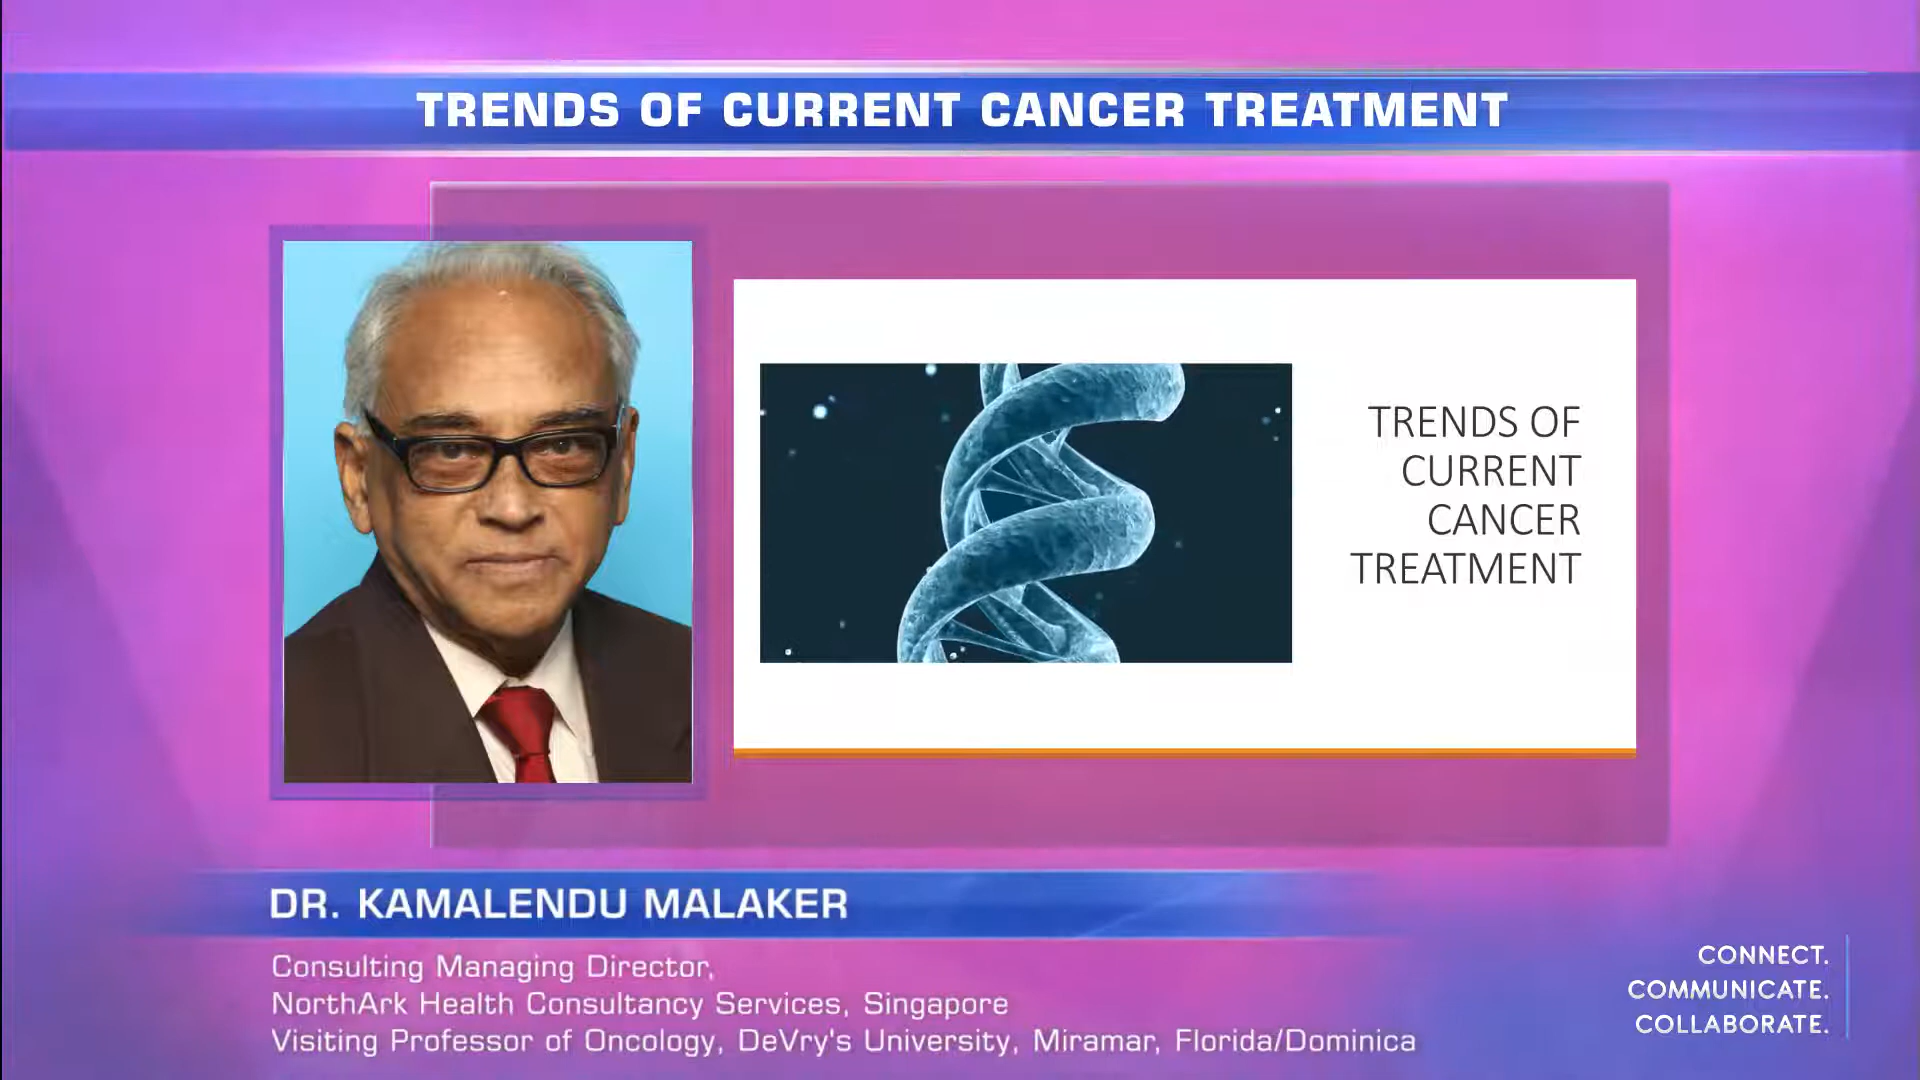 TRENDS OF CURRENT CANCER TREATMENT
TRENDS OF
CURRENT
CANCER
TREATMENT
DR. KAMALENDU MALAKER
Consulting Managing Director,
NorthArk Health Consultancy Services, Singapore
Visiting Professor of Oncology, DeVry's University, Miramar, Florida/Dominica
CONNECT.
COMMUNICATE.
COLLABORATE.